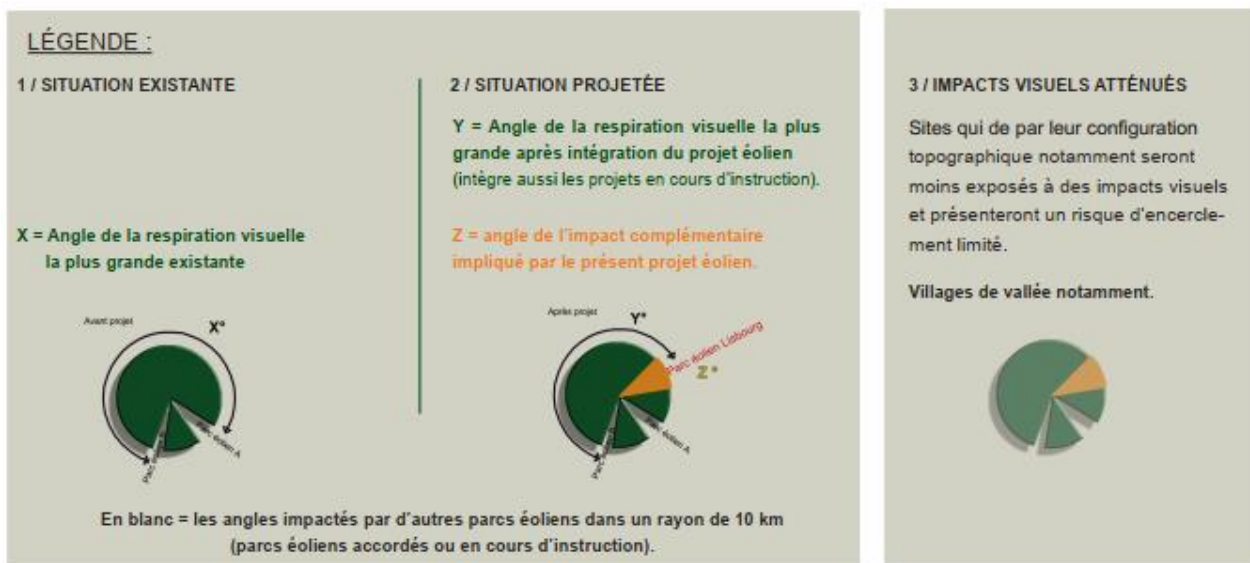 LÉGENDE :
1 / SITUATION EXISTANTE
X = Angle de la respiration visuelle
la plus grande existante
Avant projet
X°
Parc éolien A
Parc éolien
2 / SITUATION PROJETÉE
Y = Angle de la respiration visuelle la plus
grande après intégration du projet éolien
(intègre aussi les projets en cours d'instruction).
Z = angle de l'impact complémentaire
impliqué par le présent projet éolien.
Après projet
Y°
Parc éolien Lisbourg
Z°
Parc éolien A
Parc éolien
En blanc = les angles impactés par d'autres parcs éoliens dans un rayon de 10 km
(parcs éoliens accordés ou en cours d'instruction).
3 / IMPACTS VISUELS ATTÉNUÉS
Sites qui de par leur configuration
topographique notamment seront
moins exposés à des impacts visuels
et présenteront un risque d'encercle-
ment limité.
Villages de vallée notamment.